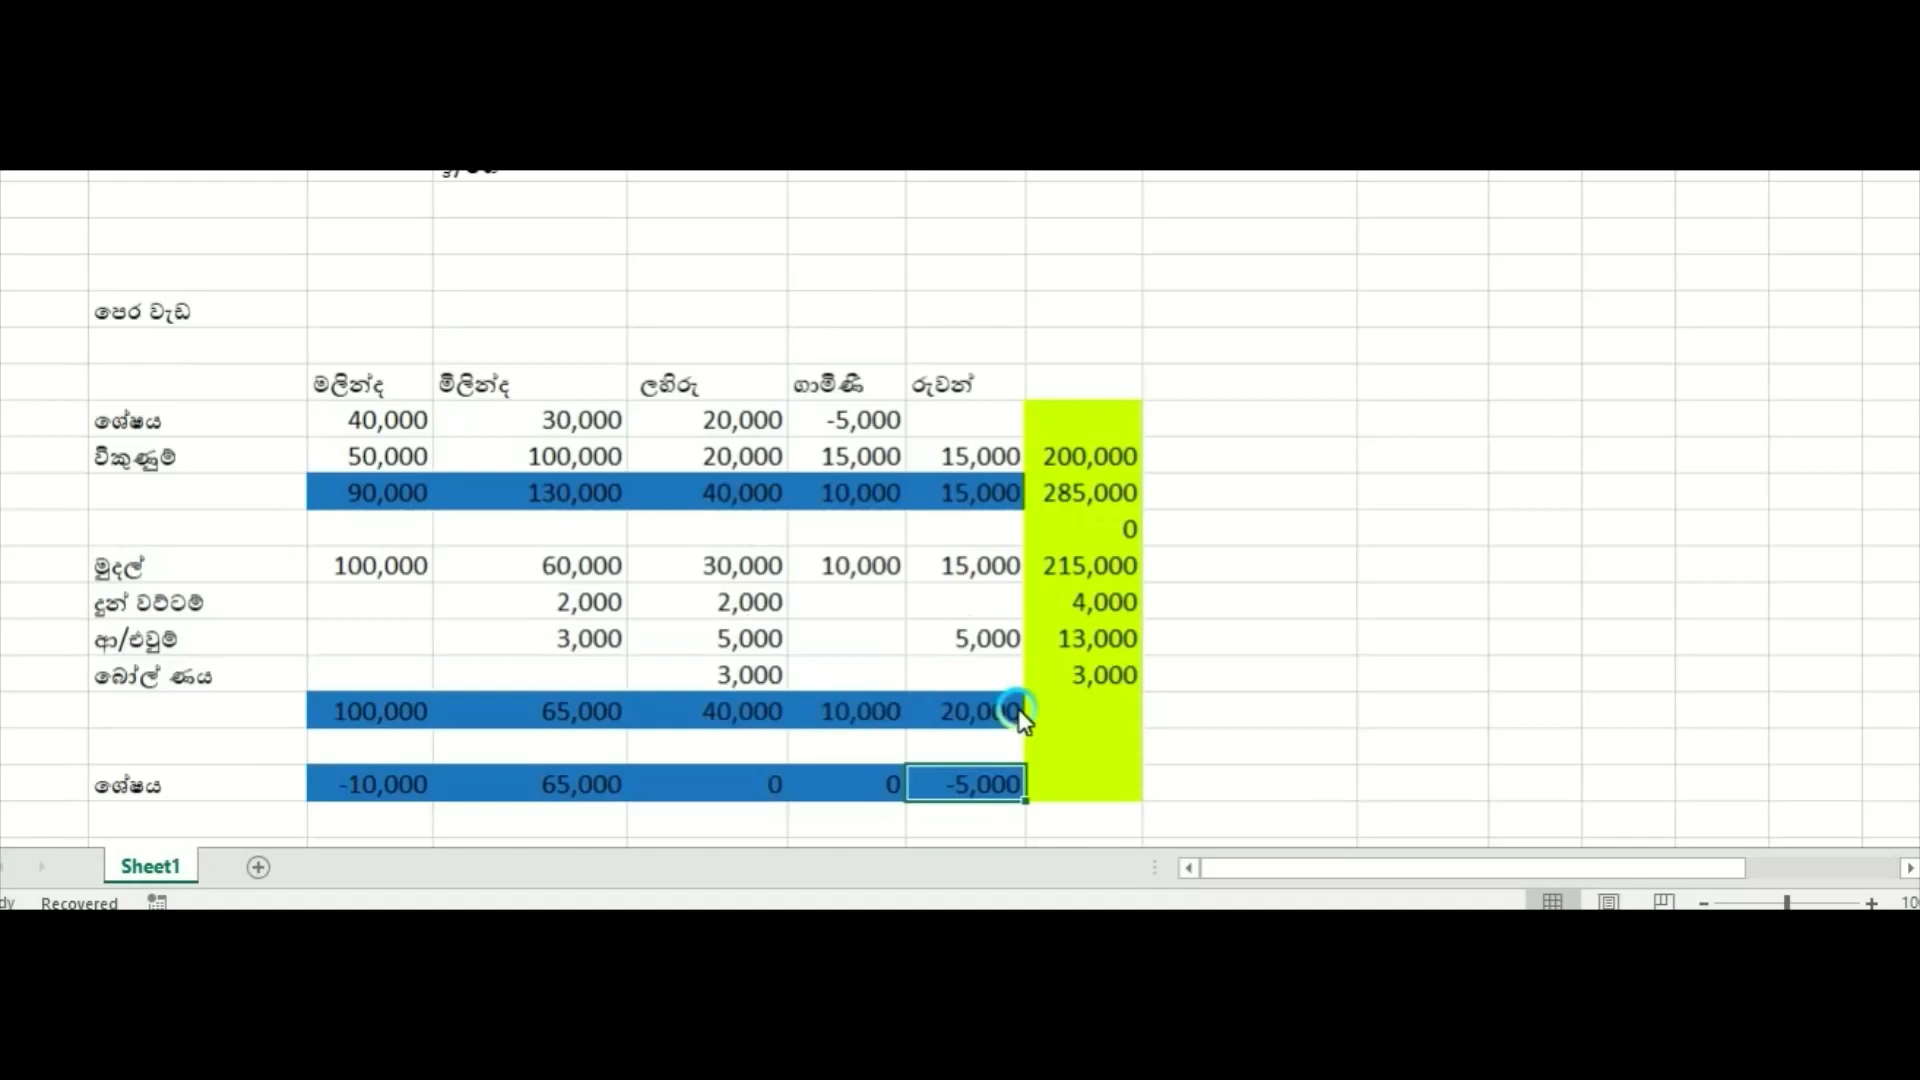 පෙර වැඩ
මලින්ද මිලින්ද ලහිරු ගාමිණී රුවන්
ශේෂය 40,000 30,000 20,000 -5,000
විකුණුම් 50,000 100,000 20,000 15,000 15,000 200,000
90,000 130,000 40,000 10,000 15,000 285,000
0
මුදල් 100,000 60,000 30,000 10,000 15,000 215,000
දුන් වට්ටම් 2,000 2,000 4,000
ආ/එවුම් 3,000 5,000 5,000 13,000
බෝල් ණය 3,000 3,000
100,000 65,000 40,000 10,000 20,000
ශේෂය -10,000 65,000 0 0 -5,000
Sheet1
Recovered